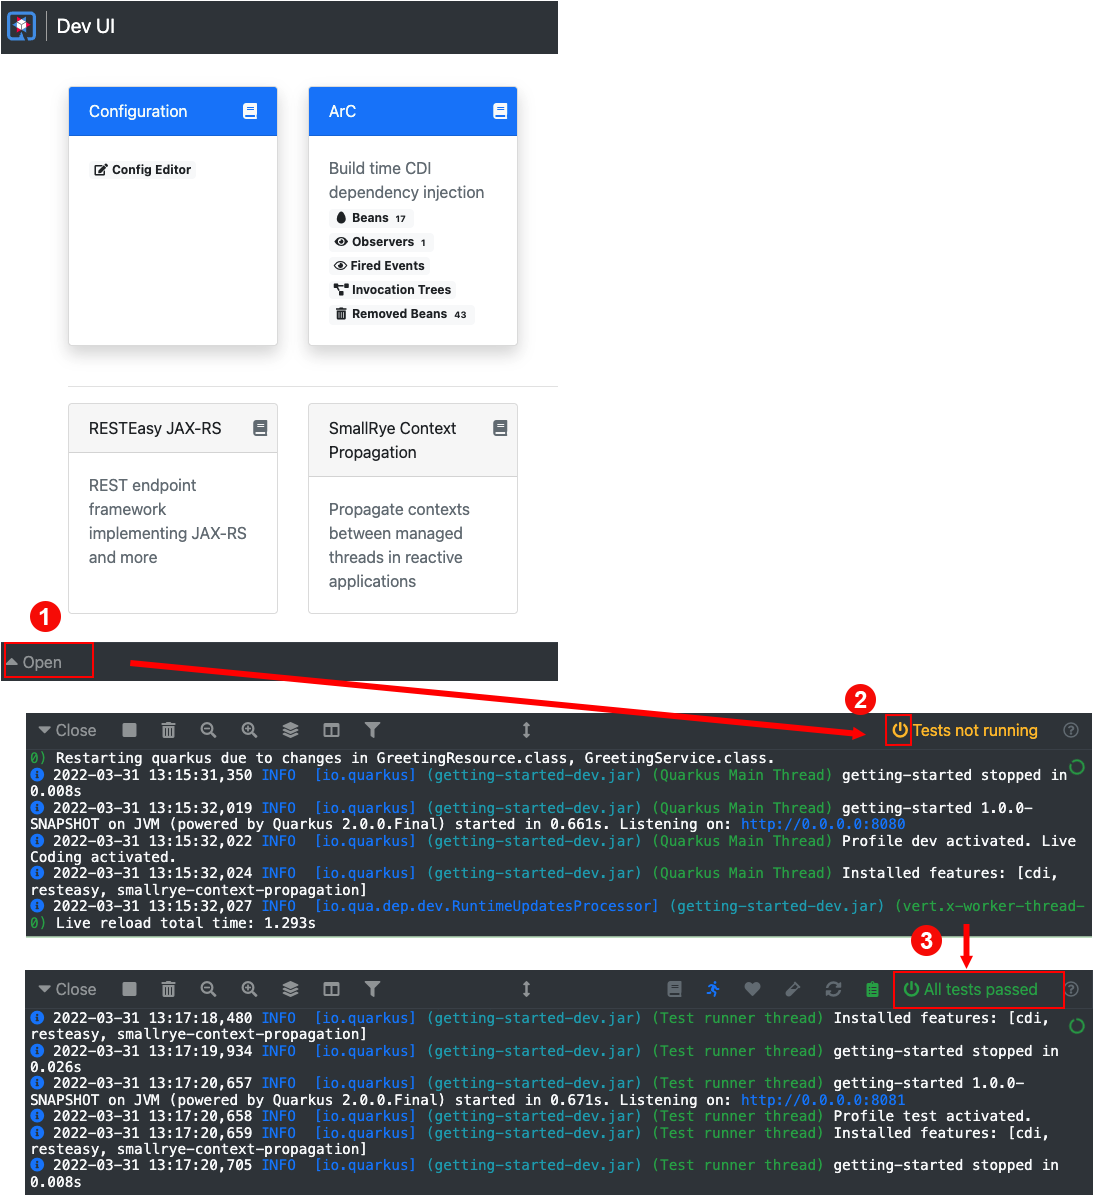 Dev UI
Configuration
Config Editor
ArC
Build time CDI
dependency injection
Beans 17
Observers 1
Fired Events
Invocation Trees
Removed Beans 43
RESTEasy JAX-RS
REST endpoint
framework
implementing JAX-RS
and more
SmallRye Context
Propagation
Propagate contexts
between managed
threads in reactive
applications
1
Open
2
Close
Tests not running
0) Restarting quarkus due to changes in GreetingResource.class, GreetingService.class.
2022-03-31 13:15:31,350 INFO [io.quarkus] (getting-started-dev.jar) (Quarkus Main Thread) getting-started stopped in
0.008s
2022-03-31 13:15:32,019 INFO [io.quarkus] (getting-started-dev.jar) (Quarkus Main Thread) getting-started 1.0.0-
SNAPSHOT on JVM (powered by Quarkus 2.0.0.Final) started in 0.661s. Listening on: http://0.0.0.0:8080
2022-03-31 13:15:32,022 INFO [io.quarkus] (getting-started-dev.jar) (Quarkus Main Thread) Profile dev activated. Live
Coding activated.
2022-03-31 13:15:32,024 INFO [io.quarkus] (getting-started-dev.jar) (Quarkus Main Thread) Installed features: [cdi,
resteasy, smallrye-context-propagation]
2022-03-31 13:15:32,027 INFO [io.qua.dep.dev.RuntimeUpdatesProcessor] (getting-started-dev.jar) (vert.x-worker-thread-
0) Live reload total time: 1.293s
3
Close
All tests passed
2022-03-31 13:17:18,480 INFO [io.quarkus] (getting-started-dev.jar) (Test runner thread) Installed features: [cdi,
resteasy, smallrye-context-propagation]
2022-03-31 13:17:19,934 INFO [io.quarkus] (getting-started-dev.jar) (Test runner thread) getting-started stopped in
0.026s
2022-03-31 13:17:20,657 INFO [io.quarkus] (getting-started-dev.jar) (Test runner thread) getting-started 1.0.0-
SNAPSHOT on JVM (powered by Quarkus 2.0.0.Final) started in 0.671s. Listening on: http://0.0.0.0:8081
2022-03-31 13:17:20,658 INFO [io.quarkus] (getting-started-dev.jar) (Test runner thread) Profile test activated.
2022-03-31 13:17:20,659 INFO [io.quarkus] (getting-started-dev.jar) (Test runner thread) Installed features: [cdi,
resteasy, smallrye-context-propagation]
2022-03-31 13:17:20,705 INFO [io.quarkus] (getting-started-dev.jar) (Test runner thread) getting-started stopped in
0.008s